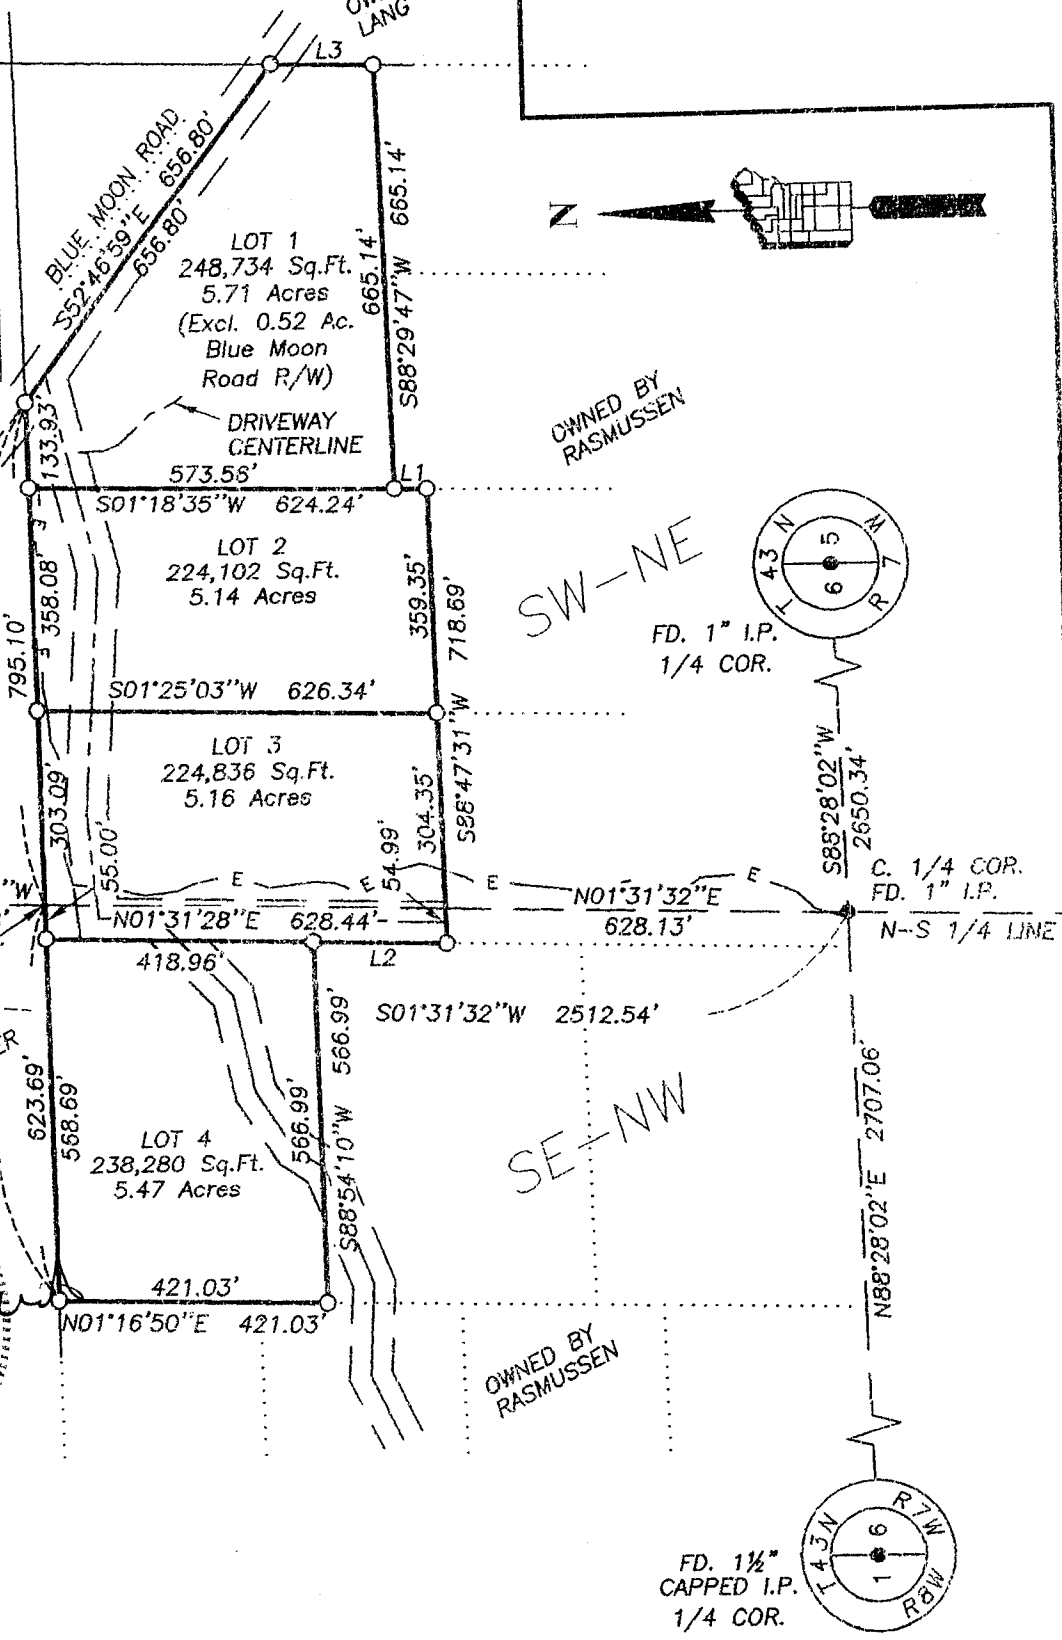 LANG
L3
BLUE MOON ROAD
S52°46'59"E 656.80'
656.80'
LOT 1
248,734 Sq.Ft.
5.71 Acres
(Excl. 0.52 Ac.
Blue Moon
Road R/W)
665.14'
S88°29'47"W 665.14'
N
DRIVEWAY
CENTERLINE
OWNED BY
RASMUSSEN
133.93'
573.58'
L1
S01°18'35"W 624.24'
LOT 2
224,102 Sq.Ft.
5.14 Acres
358.08'
795.10'
359.35'
S88°47'31"W 718.69'
SW-NE
T 43 N
R 7 W
6 5
FD. 1" I.P.
1/4 COR.
S01°25'03"W 626.34'
LOT 3
224,836 Sq.Ft.
5.16 Acres
303.09'
304.35'
S88°28'02"W
2650.34'
55.00'
54.99'
E
E
E
E
C. 1/4 COR.
FD. 1" I.P.
N-S 1/4 LINE
"W
N01°31'28"E 628.44'
N01°31'32"E
628.13'
418.96'
L2
S01°31'32"W 2512.54'
ER
623.69'
568.69'
566.99'
S88°54'10"W 566.99'
LOT 4
238,280 Sq.Ft.
5.47 Acres
SE-NW
N88°28'02"E 2707.06'
421.03'
N01°16'50"E 421.03'
OWNED BY
RASMUSSEN
T43N
R7W
R8W
1 6
FD. 1½"
CAPPED I.P.
1/4 COR.